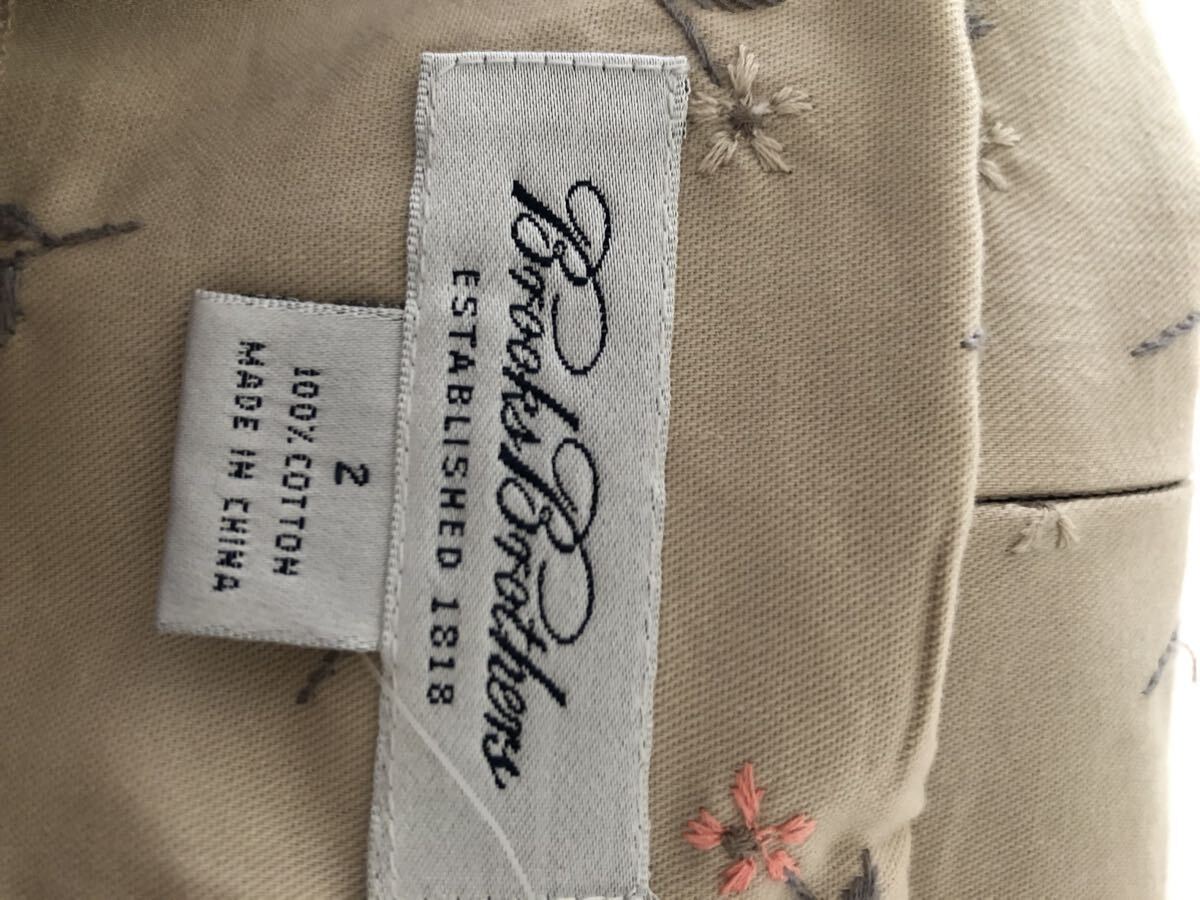 Brooks Brothers
ESTABLISHED 1818
2
100% COTTON
MADE IN CHINA